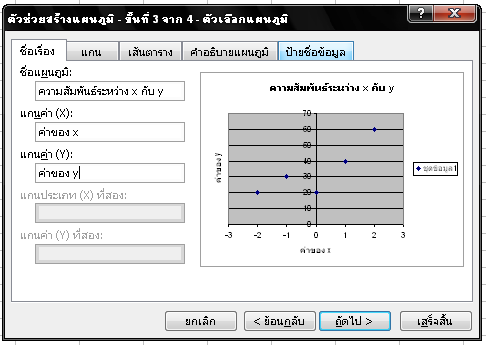 ตัวช่วยสร้างแผนภูมิ - ขั้นที่ 3 จาก 4 - ตัวเลือกแผนภูมิ
ชื่อเรื่อง แกน เส้นตาราง คำอธิบายแผนภูมิ ป้ายชื่อข้อมูล
ชื่อแผนภูมิ:
ความสัมพันธ์ระหว่าง x กับ y
แกนค่า (X):
ค่าของ x
แกนค่า (Y):
ค่าของ y
แกนประเภท (X) ที่สอง:
แกนค่า (Y) ที่สอง:
ความสัมพันธ์ระหว่าง x กับ y
70
60
50
40
30
20
10
0
-3 -2 -1 0 1 2 3
ค่าของ y
ค่าของ x
ชุดข้อมูล1
ยกเลิก < ย้อนกลับ ถัดไป > เสร็จสิ้น